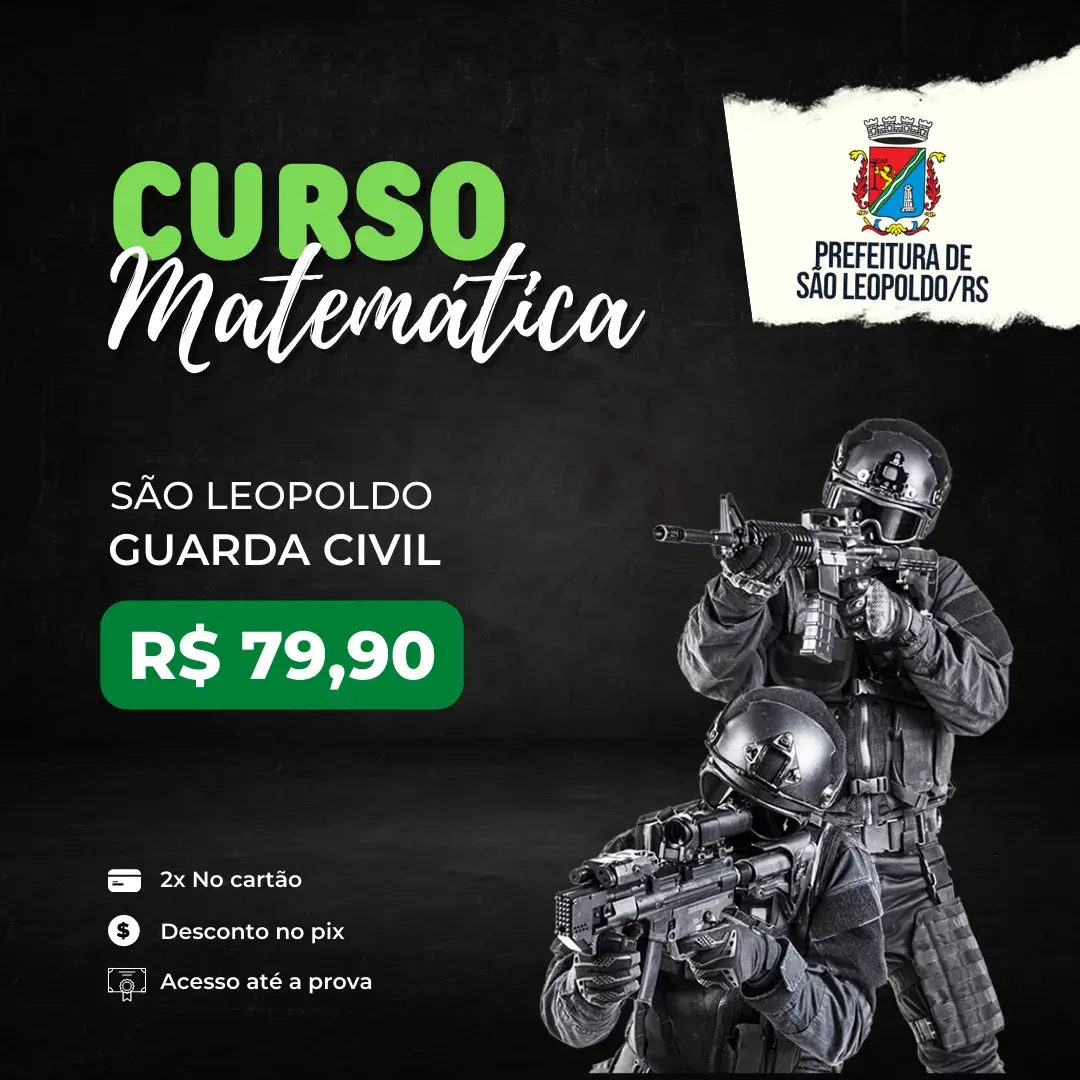 CURSO
Matemática
PREFEITURA DE
SÃO LEOPOLDO/RS
SÃO LEOPOLDO
GUARDA CIVIL
R$ 79,90
2x No cartão
$
Desconto no pix
Acesso até a prova